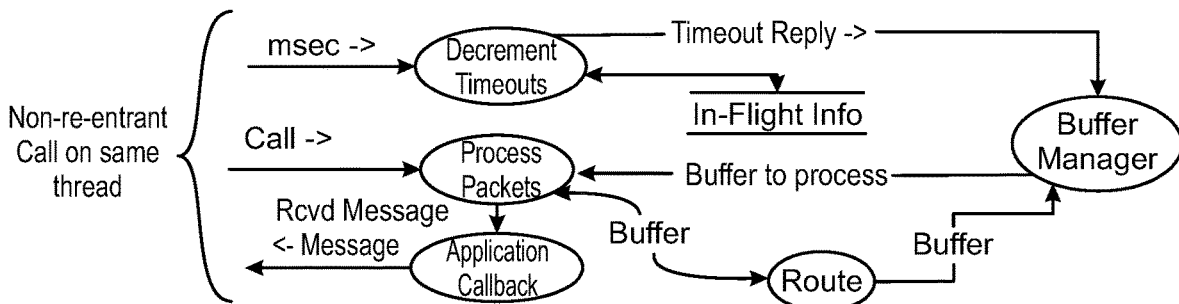 Non-re-entrant
Call on same
thread
msec ->
Decrement
Timeouts
Timeout Reply ->
In-Flight Info
Buffer
Manager
Call ->
Process
Packets
Buffer to process
Rcvd Message
<- Message
Application
Callback
Buffer
Route
Buffer